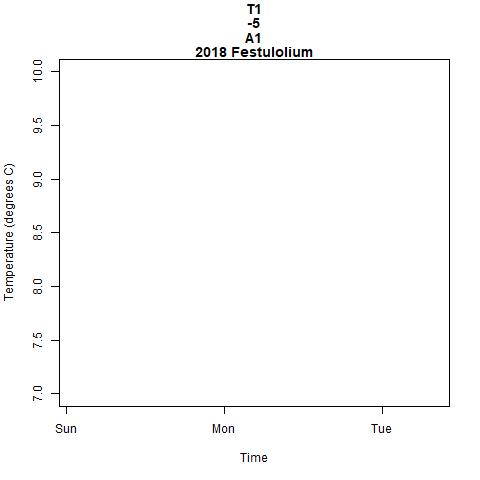 T1
-5
A1
2018 Festulolium
10.0
9.5
9.0
8.5
8.0
7.5
7.0
Temperature (degrees C)
Sun Mon Tue
Time